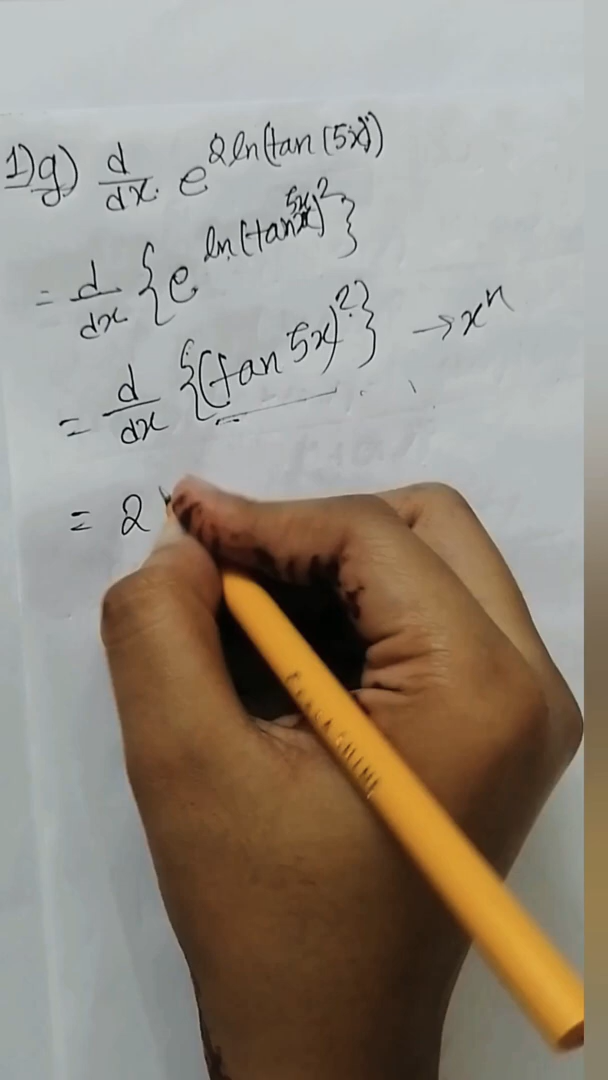 1)g) d/dx. e^2ln(tan(5x))
= d/dx {e^ln(tan5x)^2}
= d/dx {(tan 5x)^2} → x^n
= 2